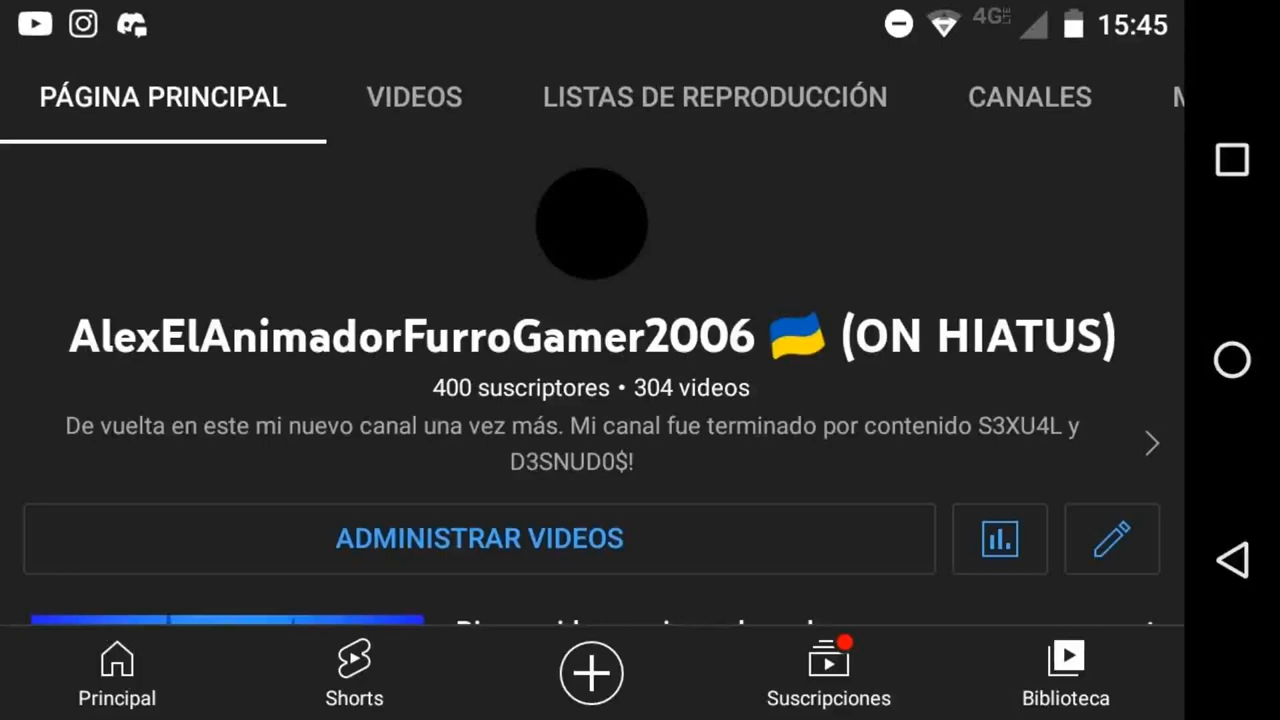 4G LTE 15:45
PÁGINA PRINCIPAL VIDEOS LISTAS DE REPRODUCCIÓN CANALES
AlexElAnimadorFurroGamer2006 🇺🇦 (ON HIATUS)
400 suscriptores • 304 videos
De vuelta en este mi nuevo canal una vez más. Mi canal fue terminado por contenido S3XU4L y
D3SNUD0$!
ADMINISTRAR VIDEOS
Principal Shorts Suscripciones Biblioteca